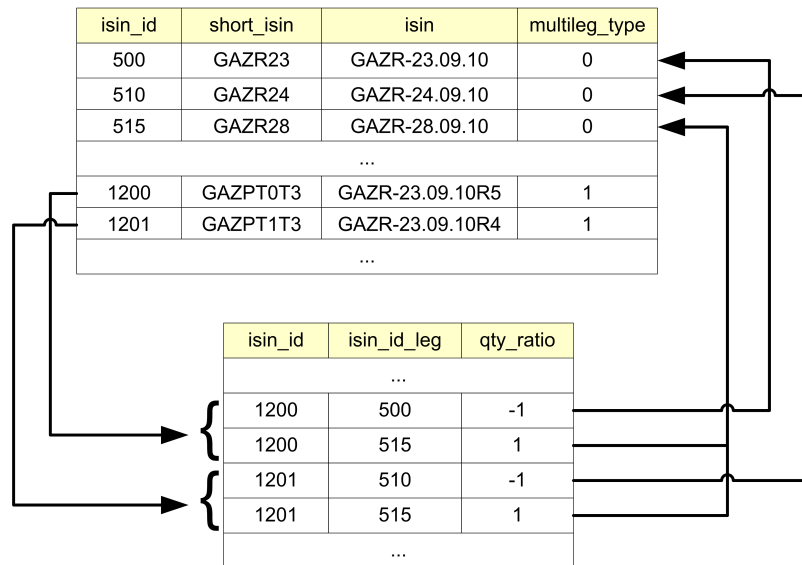 isin_id short_isin isin multileg_type
500 GAZR23 GAZR-23.09.10 0
510 GAZR24 GAZR-24.09.10 0
515 GAZR28 GAZR-28.09.10 0
...
1200 GAZPT0T3 GAZR-23.09.10R5 1
1201 GAZPT1T3 GAZR-23.09.10R4 1
...
isin_id isin_id_leg qty_ratio
...
1200 500 -1
1200 515 1
1201 510 -1
1201 515 1
...